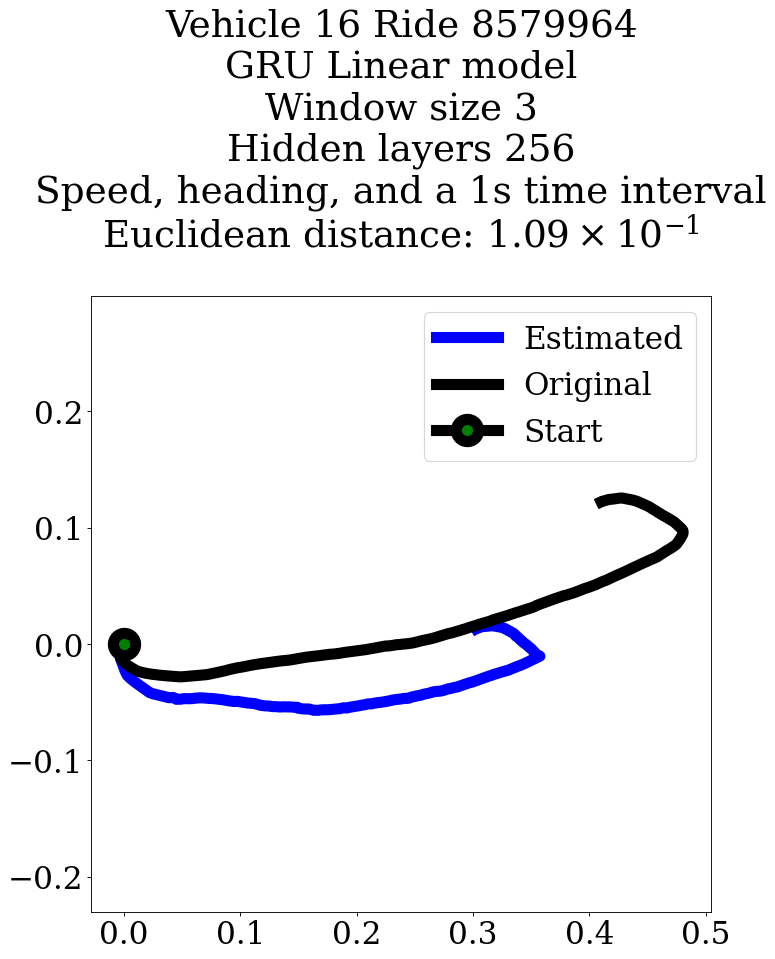 Vehicle 16 Ride 8579964
GRU Linear model
Window size 3
Hidden layers 256
Speed, heading, and a 1s time interval
Euclidean distance: 1.09 × 10⁻¹
Estimated
Original
Start
0.2
0.1
0.0
−0.1
−0.2
0.0 0.1 0.2 0.3 0.4 0.5